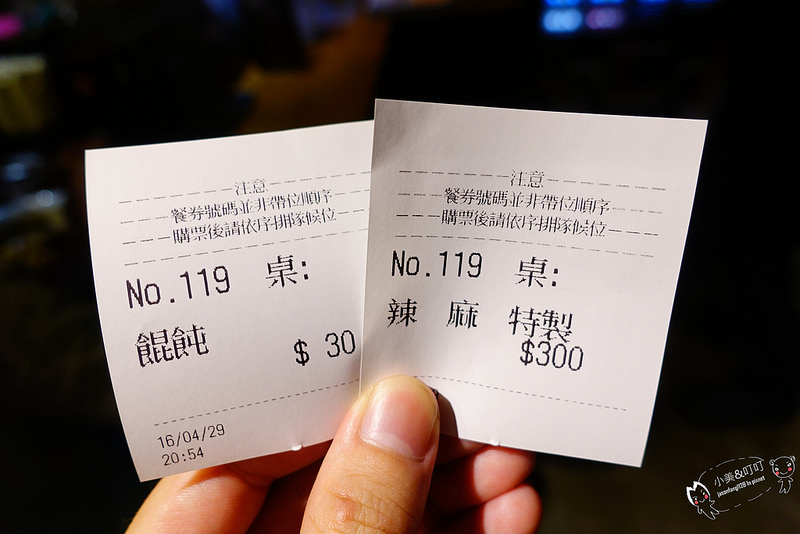 注意
餐券號碼並非帶位順序
購票後請依序排隊候位
No.119 桌:
餛飩
$ 30
16/04/29
20:54
注意
餐券號碼並非帶位順序
購票後請依序排隊候位
No.119 桌:
辣 麻 特製
$300
小美&叮叮